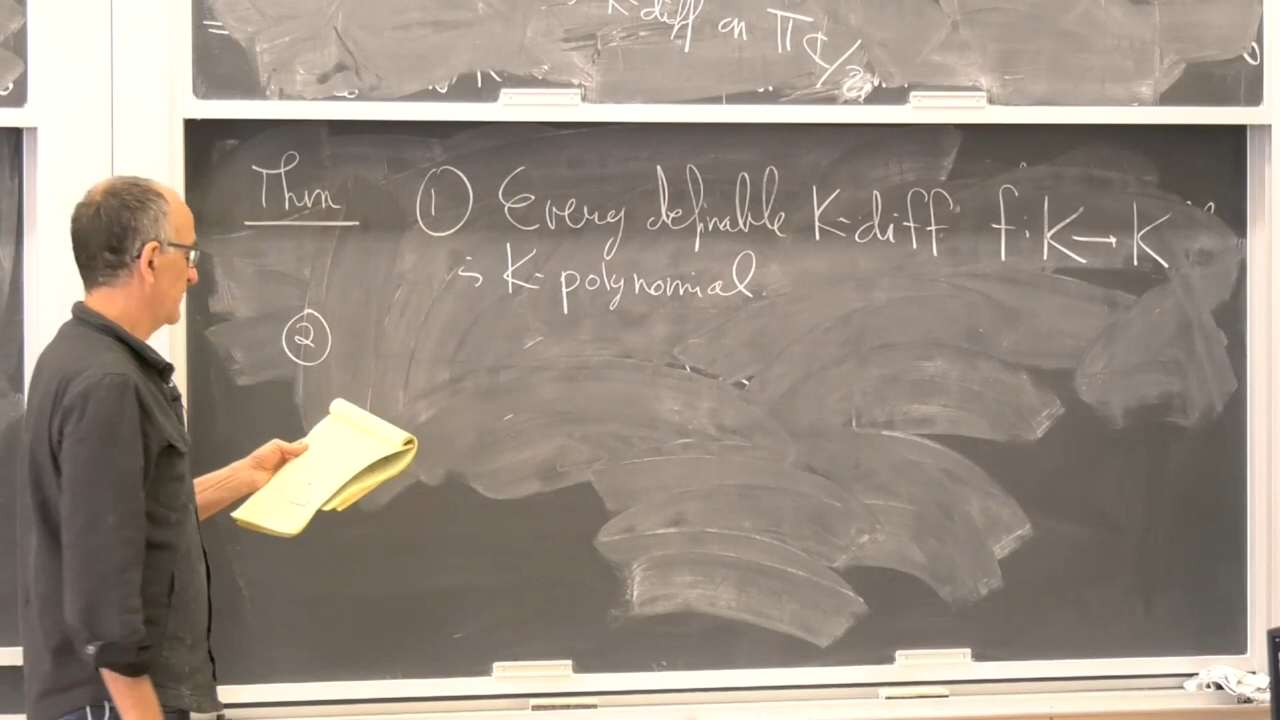 K-diff on
Thm ① Every definable K-diff f: K → K
is K-polynomial.
②